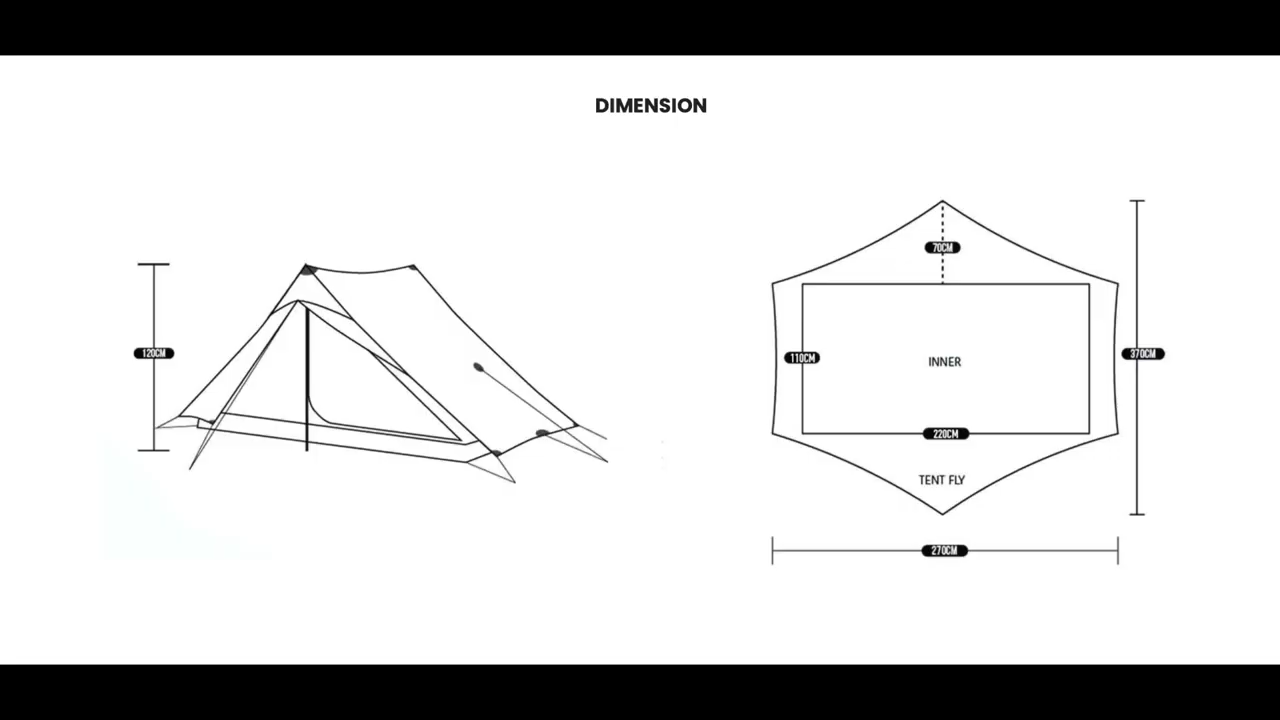 DIMENSION
120CM
70CM
110CM
INNER
370CM
220CM
TENT FLY
270CM